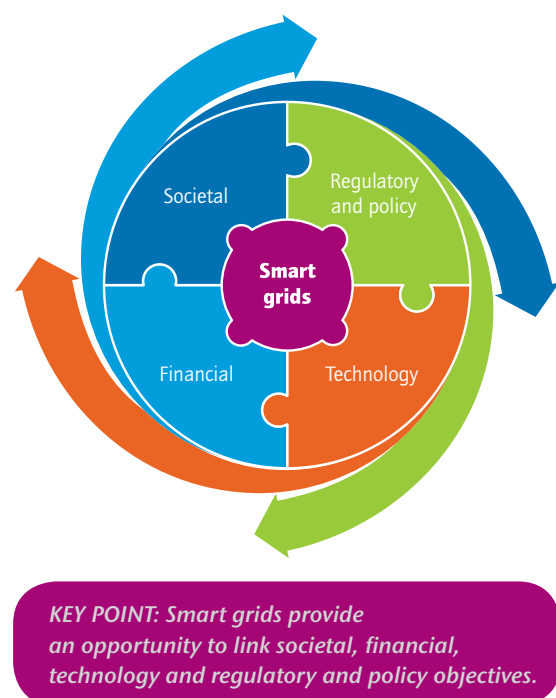 Societal
Regulatory
and policy
Smart
grids
Financial
Technology
KEY POINT: Smart grids provide
an opportunity to link societal, financial,
technology and regulatory and policy objectives.